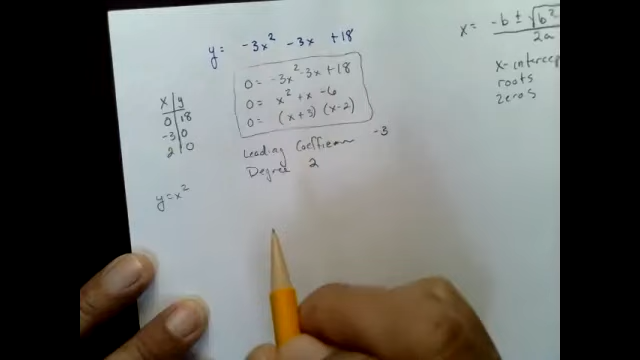 y = -3x² - 3x + 18
0 = -3x² - 3x + 18
0 = x² + x - 6
0 = (x + 3)(x - 2)
x y
0 18
-3 0
2 0
Leading
-3
Degree 2
y = x²
x = -b ± √b²
2a
x-intercep
roots
zeros